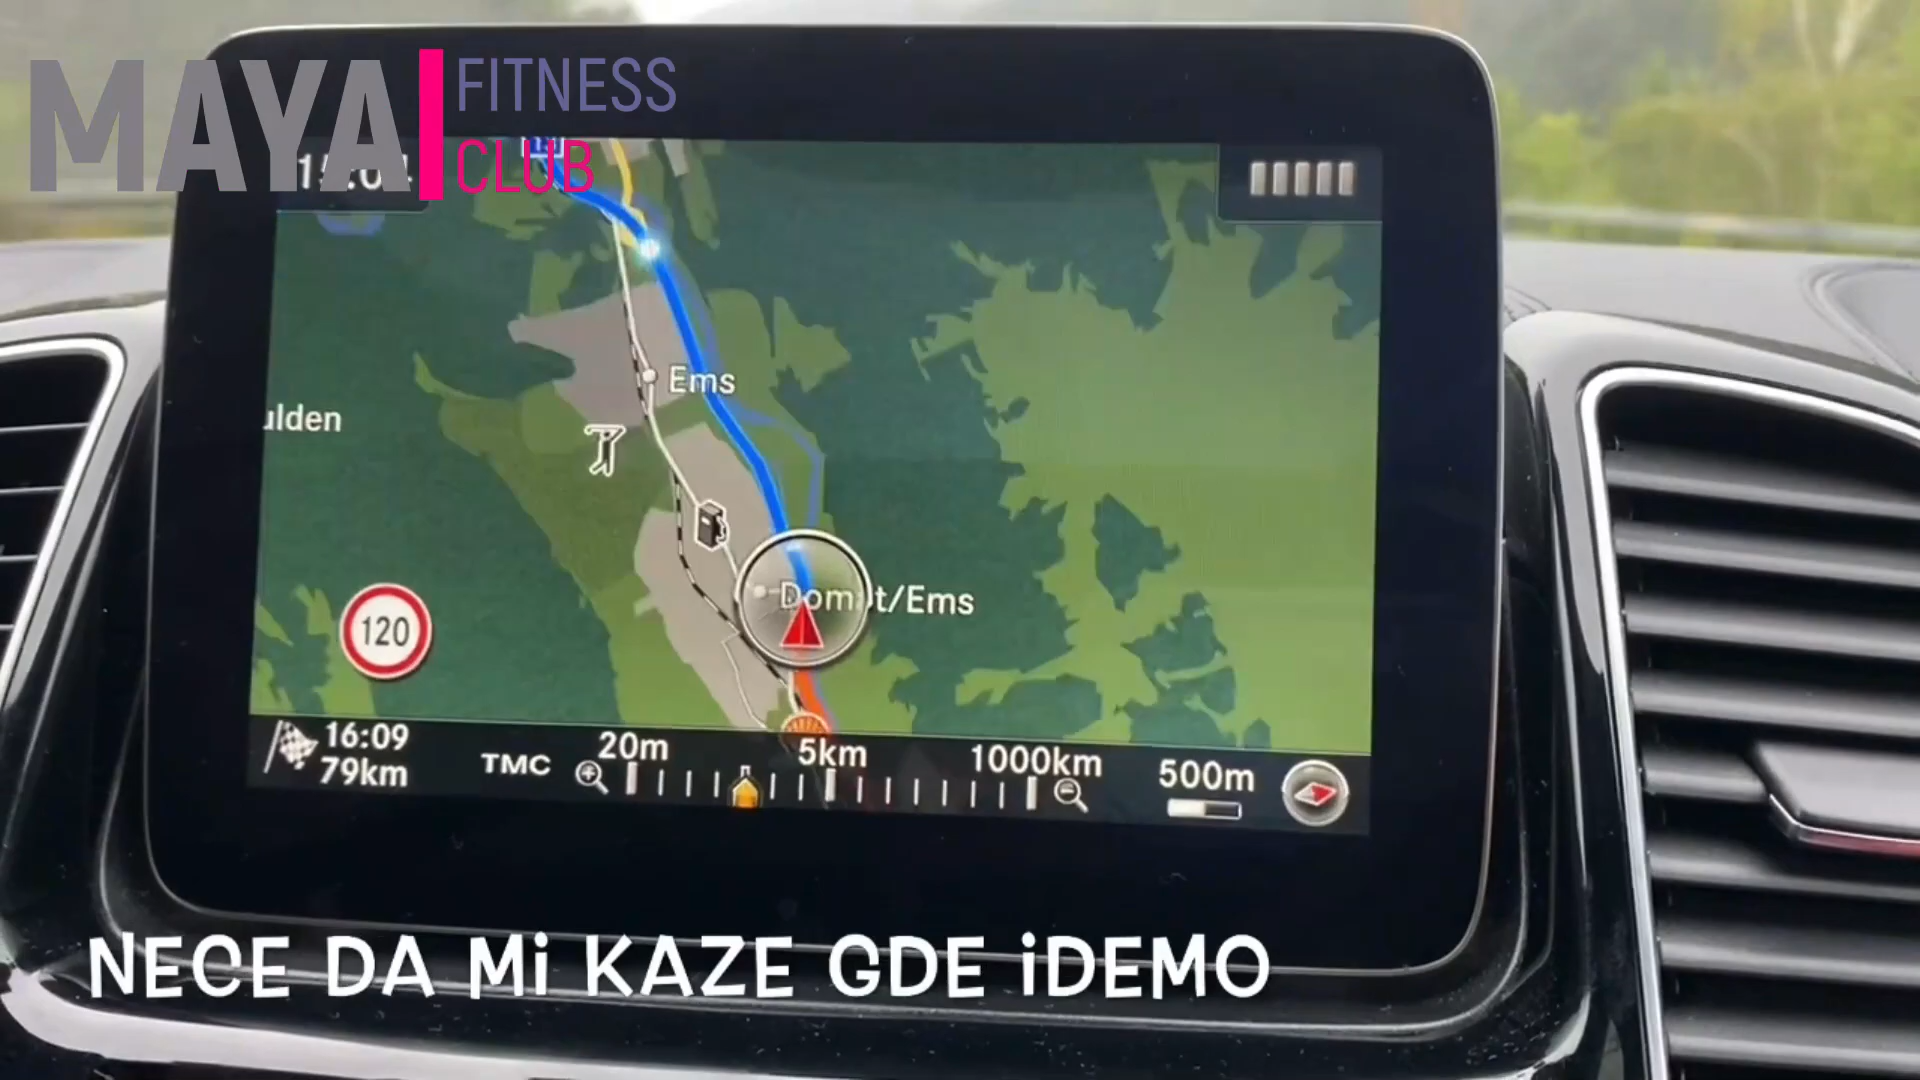 MAYA
FITNESS
CLUB
Ems
ulden
Domat/Ems
120
16:09
79km
TMC
20m
5km
1000km
500m
NECE DA Mi KAZE GDE iDEMO